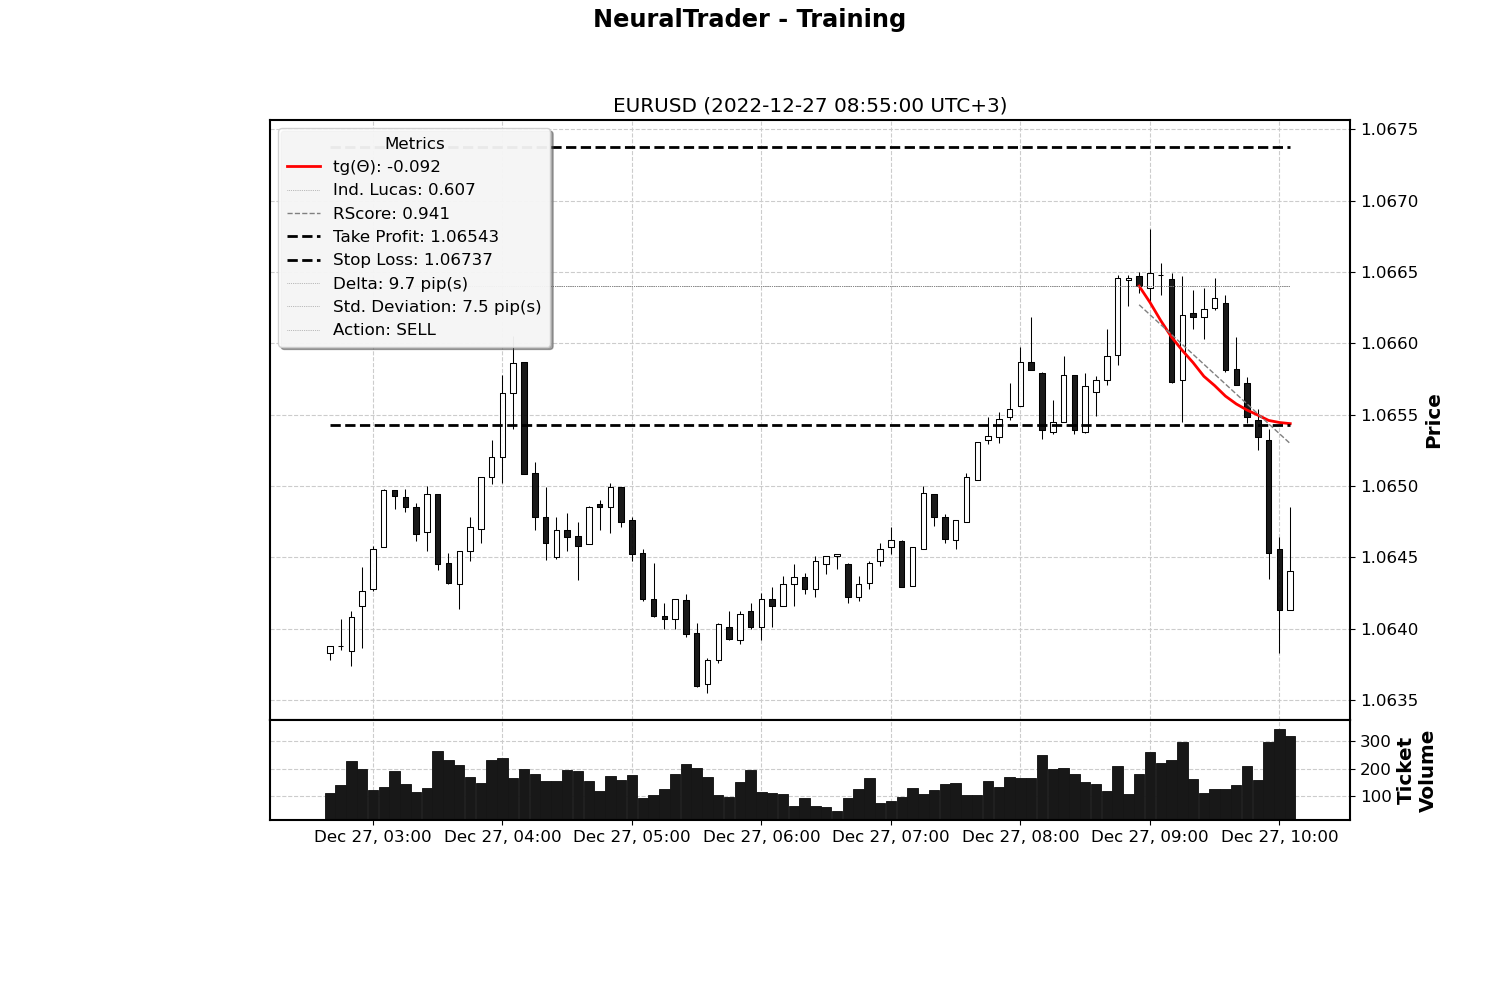 NeuralTrader - Training
EURUSD (2022-12-27 08:55:00 UTC+3)
Metrics
tg(Θ): -0.092
Ind. Lucas: 0.607
RScore: 0.941
Take Profit: 1.06543
Stop Loss: 1.06737
Delta: 9.7 pip(s)
Std. Deviation: 7.5 pip(s)
Action: SELL
1.0675
1.0670
1.0665
1.0660
1.0655
1.0650
1.0645
1.0640
1.0635
Price
300
200
100
Ticket
Volume
Dec 27, 03:00 Dec 27, 04:00 Dec 27, 05:00 Dec 27, 06:00 Dec 27, 07:00 Dec 27, 08:00 Dec 27, 09:00 Dec 27, 10:00